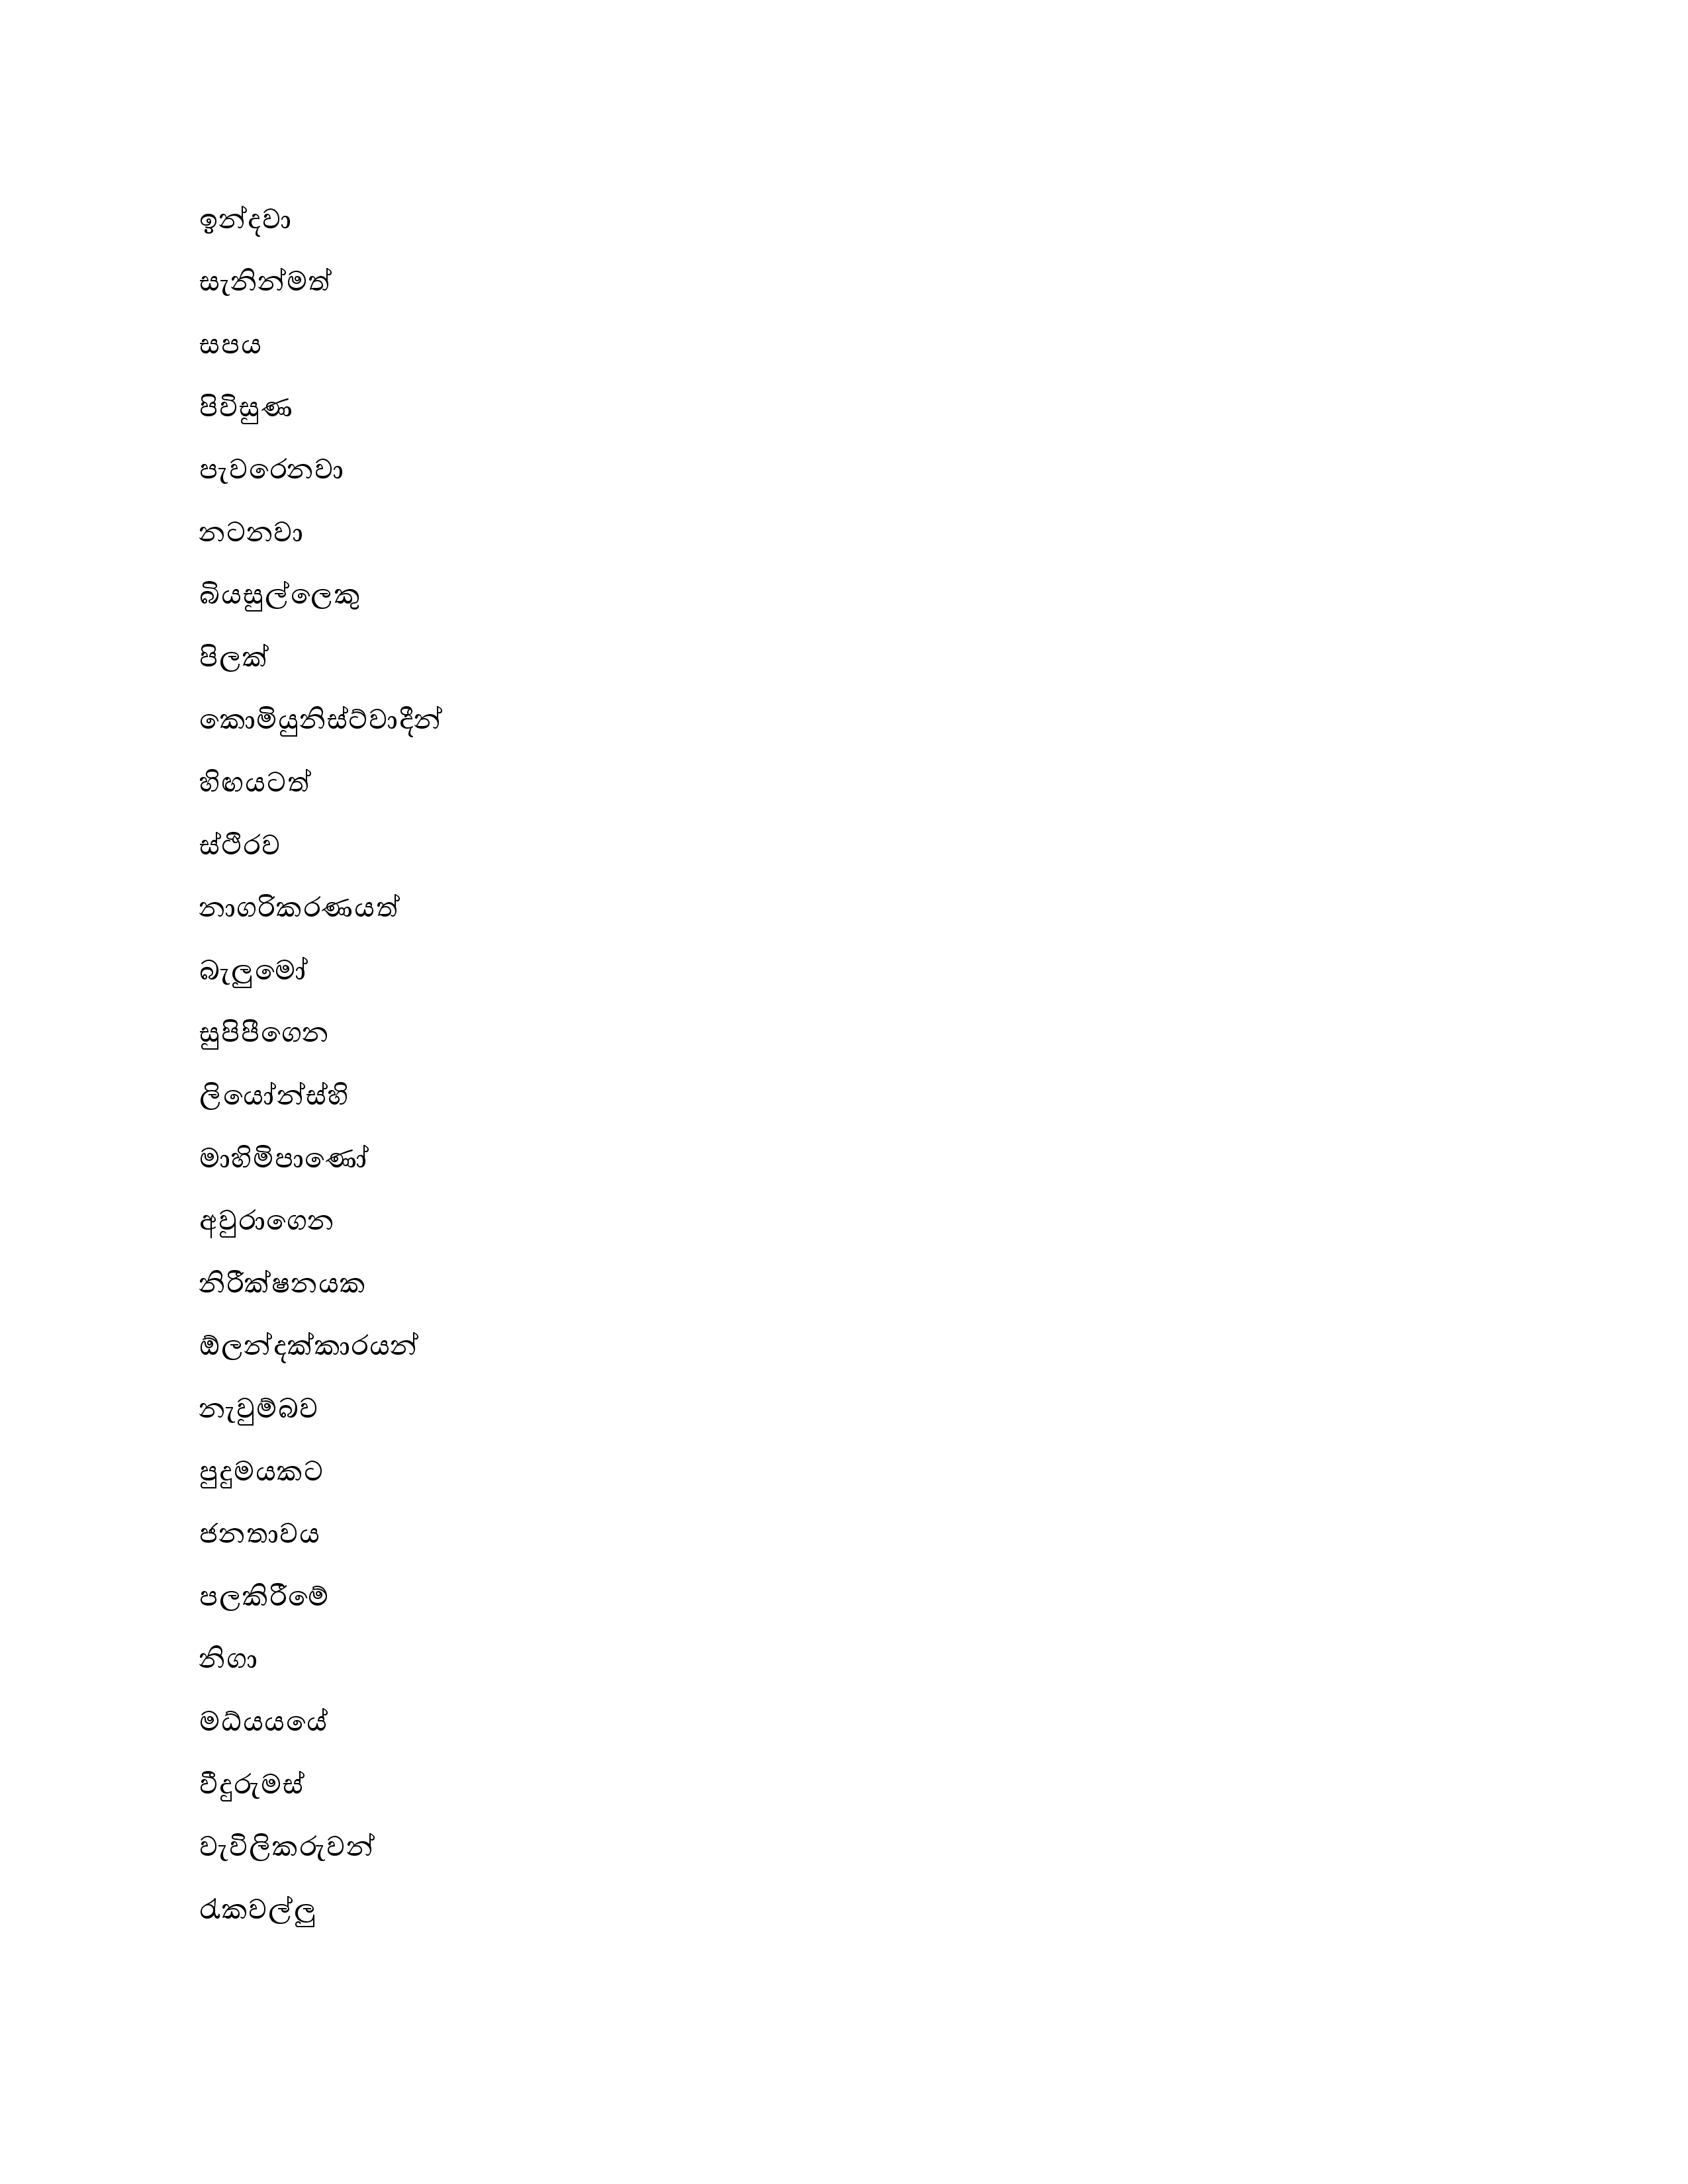 ඉන්දවා
සැනින්මත්
සපය
පිවිසුණ
පැවරෙනවා
නටනවා
බියසුල්ලෙකු
පිලක්
කොමියුනිස්ට්වාදීන්
හිඟයටත්
ස්ථිරව
නාගරිකරණයත්
බැලුමෝ
සුපිපීගෙන
ලියෝන්ස්හි
මාහිමිපාණෝ
අවුරාගෙන
නිරීක්ෂනයක
ඕලන්දක්කාරයන්
නැවුම්බව
පුදුමයකට
ජනතාවය
පලකිරීමේ
නිගා
මධ්යයයේ
වීදුරුමස්
වැවිලිකරුවන්
රැකවල්ලු